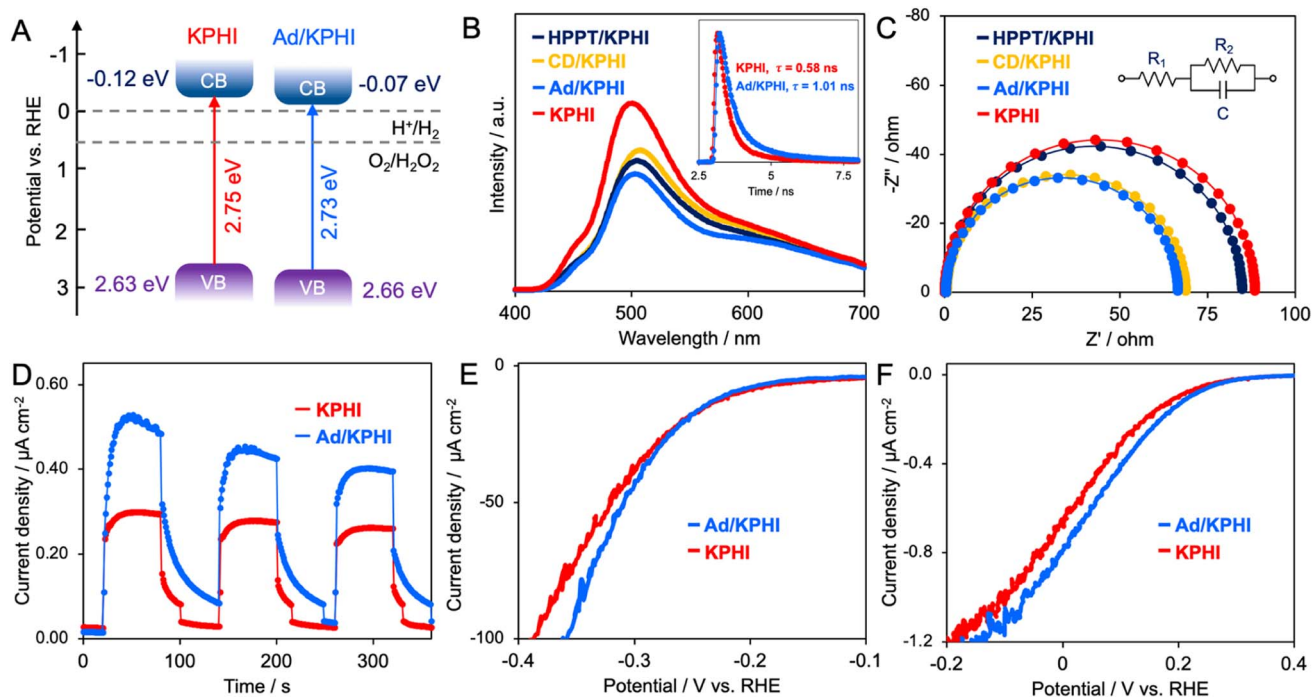 A
KPHI
Ad/KPHI
Potential vs. RHE
-1
0
1
2
3
-0.12 eV
CB
CB
-0.07 eV
H⁺/H₂
O₂/H₂O₂
2.75 eV
2.73 eV
2.63 eV
VB
VB
2.66 eV
B
HPPT/KPHI
CD/KPHI
Ad/KPHI
KPHI
Intensity / a.u.
400
500
600
700
Wavelength / nm
KPHI, τ = 0.58 ns
Ad/KPHI, τ = 1.01 ns
2.5
5
7.5
Time / ns
C
-80
-60
-40
-20
0
-Z'' / ohm
HPPT/KPHI
CD/KPHI
Ad/KPHI
KPHI
R₁
R₂
C
0
25
50
75
100
Z' / ohm
D
Current density / µA cm⁻²
0.60
0.40
0.20
0.00
KPHI
Ad/KPHI
0
100
200
300
Time / s
E
Current density / µA cm⁻²
0
-50
-100
Ad/KPHI
KPHI
-0.4
-0.3
-0.2
-0.1
Potential / V vs. RHE
F
Current density / µA cm⁻²
0.0
-0.4
-0.8
-1.2
Ad/KPHI
KPHI
-0.2
0
0.2
0.4
Potential / V vs. RHE